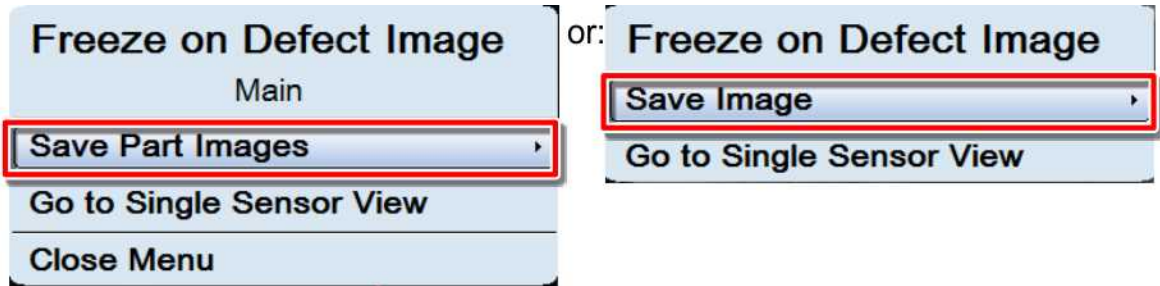 Freeze on Defect Image
Main
Save Part Images
Go to Single Sensor View
Close Menu
or:
Freeze on Defect Image
Save Image
Go to Single Sensor View